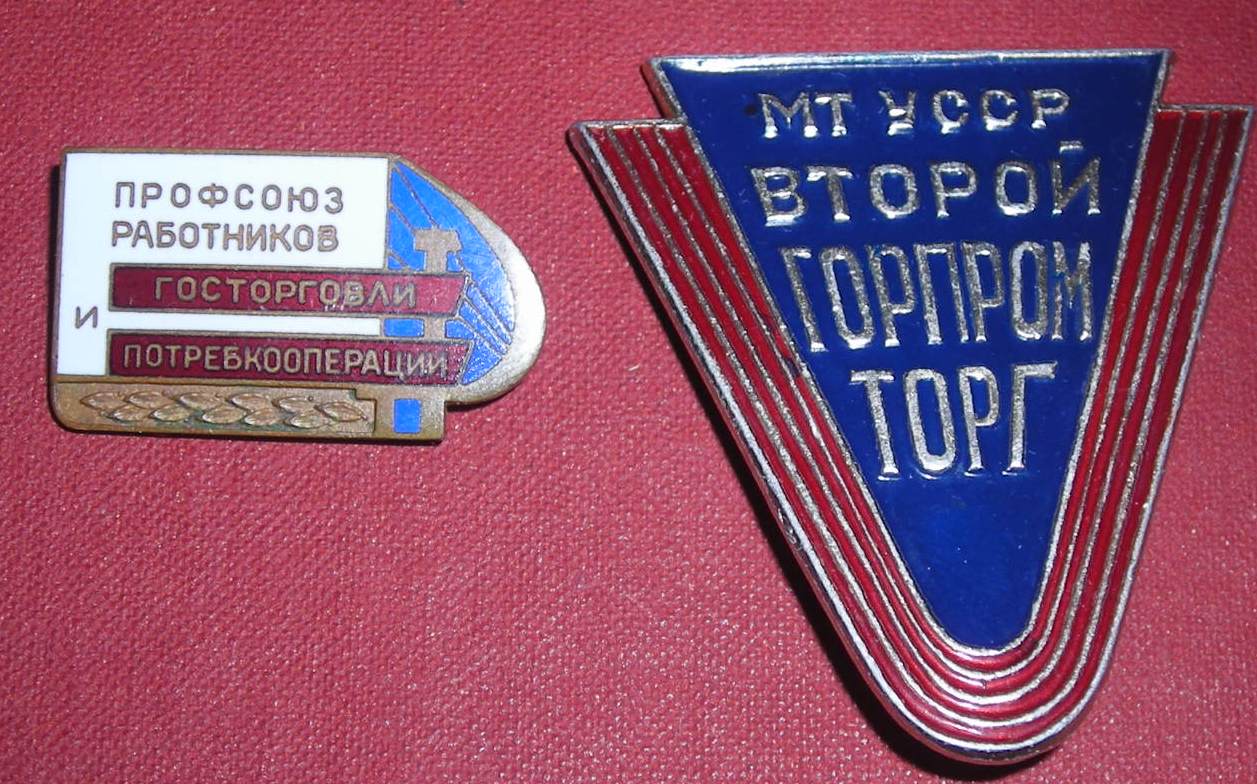 ПРОФСОЮЗ
РАБОТНИКОВ
ГОСТОРГОВЛИ
И
ПОТРЕБКООПЕРАЦИИ
МТ УССР
ВТОРОЙ
ГОРПРОМ
ТОРГ